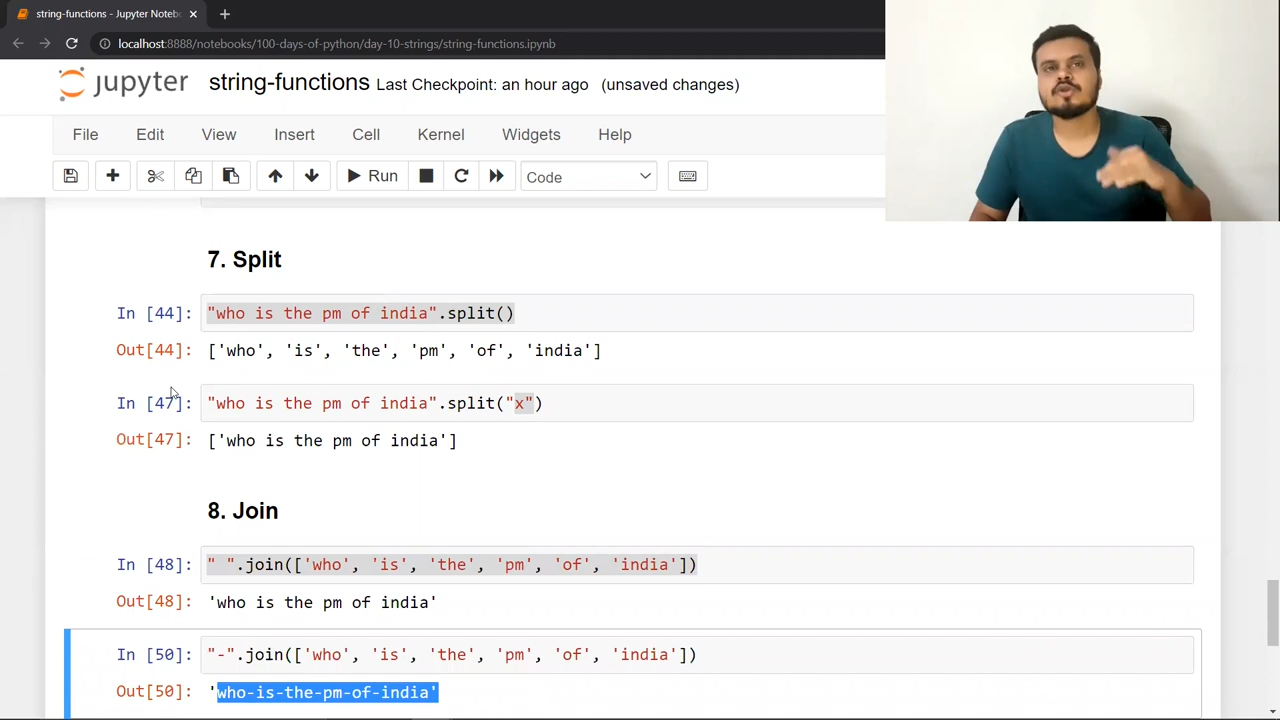 string-functions - Jupyter Noteb
localhost:8888/notebooks/100-days-of-python/day-10-strings/string-functions.ipynb
jupyter string-functions Last Checkpoint: an hour ago (unsaved changes)
File Edit View Insert Cell Kernel Widgets Help
Run Code
7. Split
In [44]: "who is the pm of india".split()
Out[44]: ['who', 'is', 'the', 'pm', 'of', 'india']
In [47]: "who is the pm of india".split("x")
Out[47]: ['who is the pm of india']
8. Join
In [48]: " ".join(['who', 'is', 'the', 'pm', 'of', 'india'])
Out[48]: 'who is the pm of india'
In [50]: "-".join(['who', 'is', 'the', 'pm', 'of', 'india'])
Out[50]: 'who-is-the-pm-of-india'